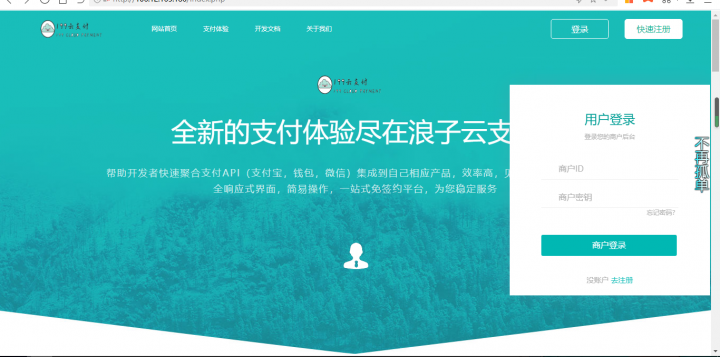 网站首页 支付体验 开发文档 关于我们
登录 快速注册
全新的支付体验尽在浪子云支
帮助开发者快速聚合支付API（支付宝，钱包，微信）集成到自己相应产品，效率高，见
全响应式界面，简易操作，一站式免签约平台，为您稳定服务
用户登录
登录您的商户后台
商户ID
商户密钥
忘记密码?
商户登录
没账户 去注册
不再孤单